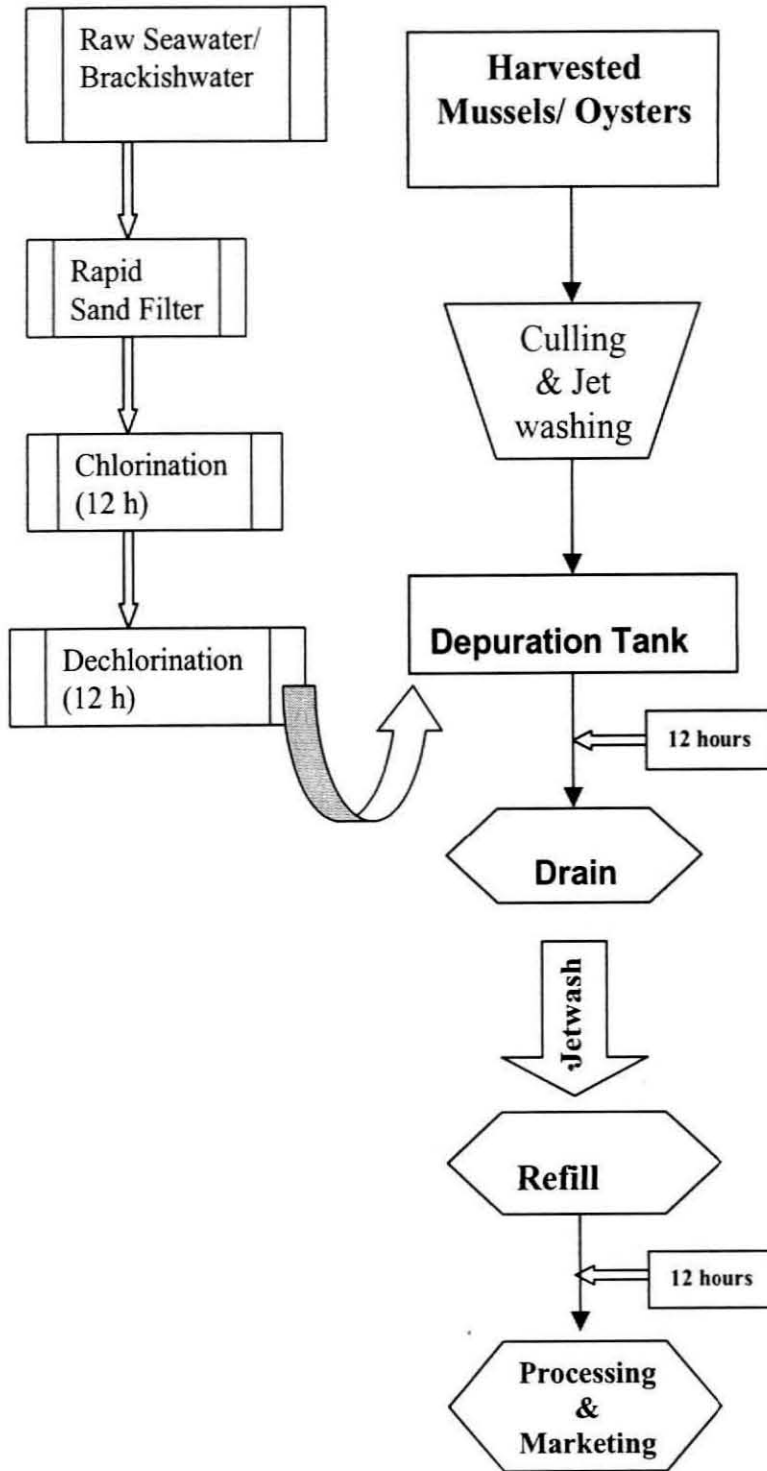 Raw Seawater/
Brackishwater
Rapid
Sand Filter
Chlorination
(12 h)
Dechlorination
(12 h)
Harvested
Mussels/ Oysters
Culling
& Jet
washing
Depuration Tank
12 hours
Drain
Jetwash
Refill
12 hours
Processing
&
Marketing